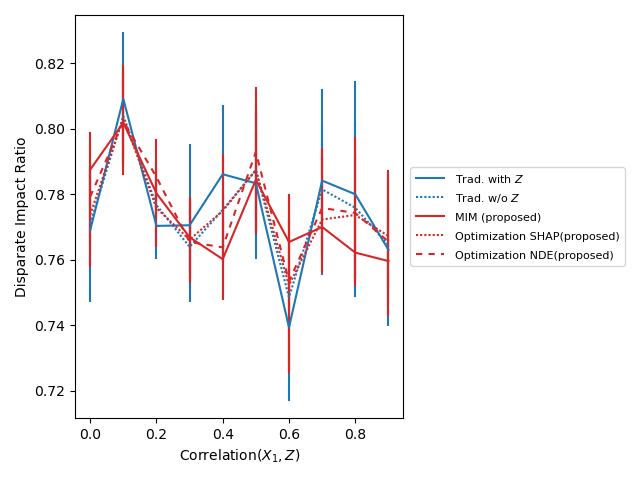 0.82
0.80
0.78
0.76
0.74
0.72
Disparate Impact Ratio
0.0 0.2 0.4 0.6 0.8
Correlation(X₁, Z)
Trad. with Z
Trad. w/o Z
MIM (proposed)
Optimization SHAP(proposed)
Optimization NDE(proposed)